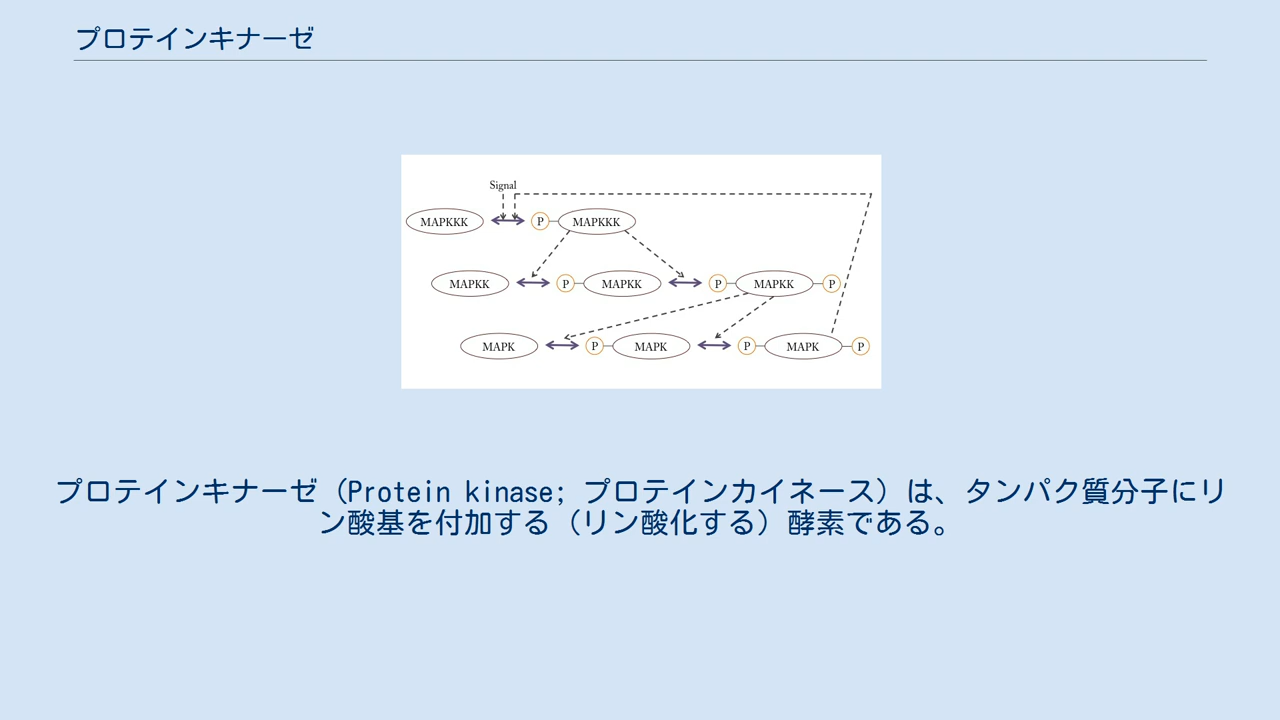 プロテインキナーゼ
Signal
MAPKKK P MAPKKK
MAPKK P MAPKK P MAPKK P
MAPK P MAPK P MAPK P
プロテインキナーゼ（Protein kinase; プロテインカイネース）は、タンパク質分子にリ
ン酸基を付加する（リン酸化する）酵素である。